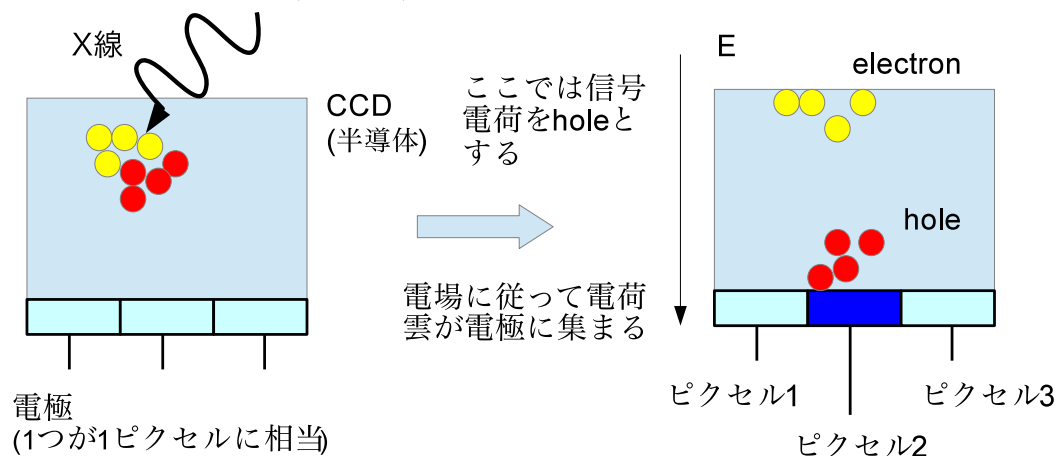 X線
CCD
(半導体)
電極
(1つが1ピクセルに相当)
ここでは信号
電荷をholeと
する
電場に従って電荷
雲が電極に集まる
E
electron
hole
ピクセル1
ピクセル2
ピクセル3